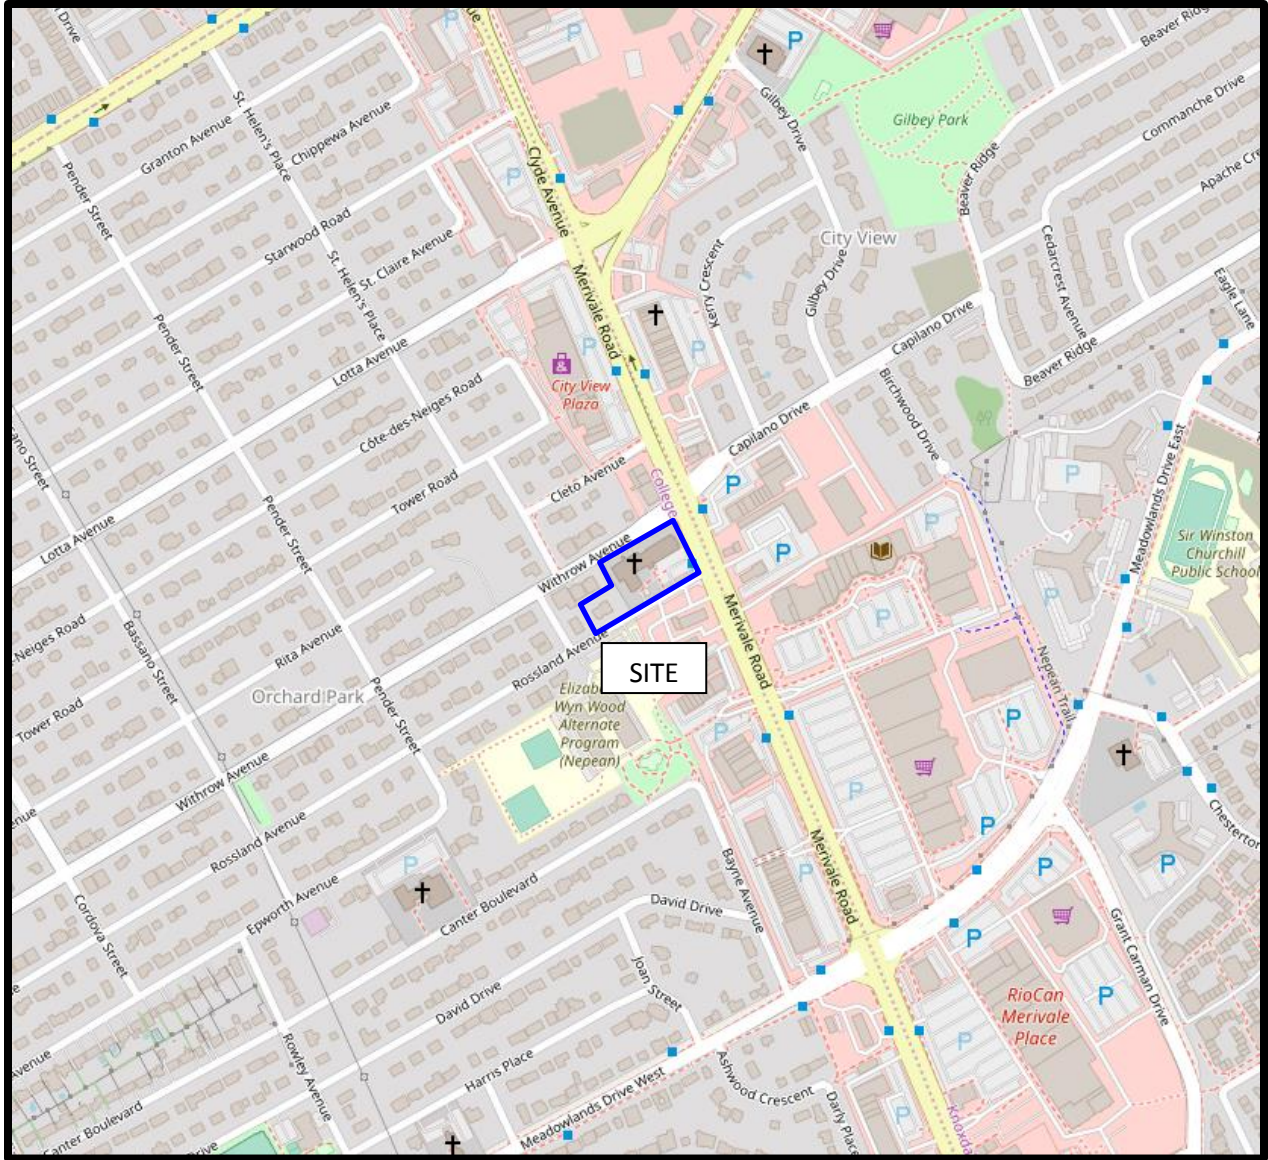 Drive
Granton Avenue
St. Helen's Place
Chippewa Avenue
Clyde Avenue
P
P
P
Gilbey Drive
Gilbey Park
Beaver Ridge
Commanche Drive
Apache Cre
Beaver Ridge
Pender Street
Starwood Road
St. Helen's Place
St. Claire Avenue
P
City View
Kerry Crescent
Gilbey Drive
Cedarcrest Avenue
Eagle Lane
Merivale Road
Pender Street
Lotta Avenue
P
P
Capilano Drive
Beaver Ridge
City View
Plaza
Côte-des-Neiges Road
Birchwood Drive
Capilano Drive
Cleto Avenue
Tower Road
College
P
P
P
P
Meadowlands Drive East
Sir Winston
Churchill
Public School
Lotta Avenue
Pender Street
Withrow Avenue
P
P
Merivale Road
-Neiges Road
Bassano Street
Rita Avenue
Rossland Avenue
SITE
Orchard Park
Pender Street
Elizab
Wyn Wood
Alternate
Program
(Nepean)
Nepean Trail
Tower Road
P
P
P
Withrow Avenue
Rossland Avenue
Merivale Road
P
P
P
Chesterton
P
Epworth Avenue
Canter Boulevard
Bayne Avenue
P
Cordova Street
David Drive
P
Grant Carman Drive
Joan Street
P
RioCan
Merivale
Place
David Drive
P
Rowley Avenue
Harris Place
Meadowlands Drive West
Ashwood Crescent
Darly Place
P
Canter Boulevard
Knoxda